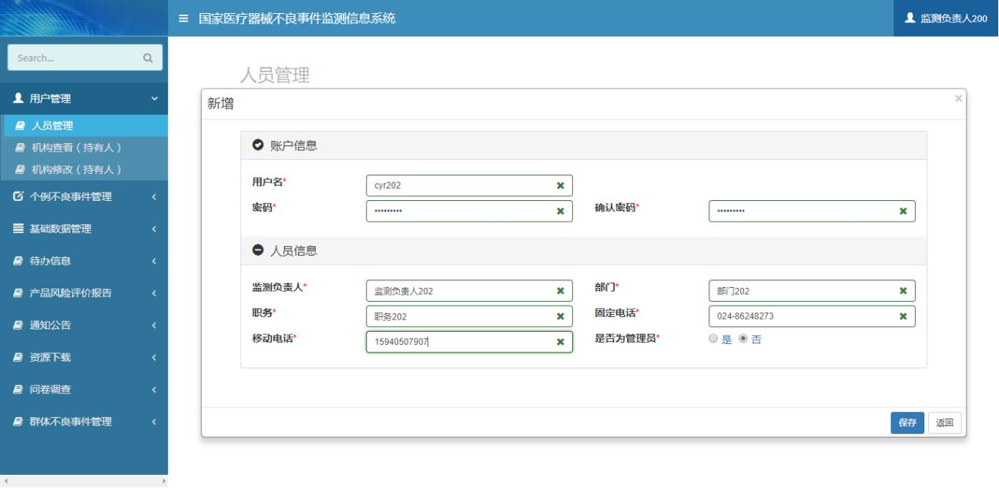 国家医疗器械不良事件监测信息系统
监测负责人200
Search...
用户管理
人员管理
机构查看（持有人）
机构修改（持有人）
个例不良事件管理
基础数据管理
待办信息
产品风险评价报告
通知公告
资源下载
问卷调查
群体不良事件管理
人员管理
新增
账户信息
用户名* cyr202
密码* ········· 确认密码* ·········
人员信息
监测负责人* 监测负责人202 部门* 部门202
职务* 职务202 固定电话* 024-86248273
移动电话* 15940507907 是否为管理员* 是 否
保存 返回